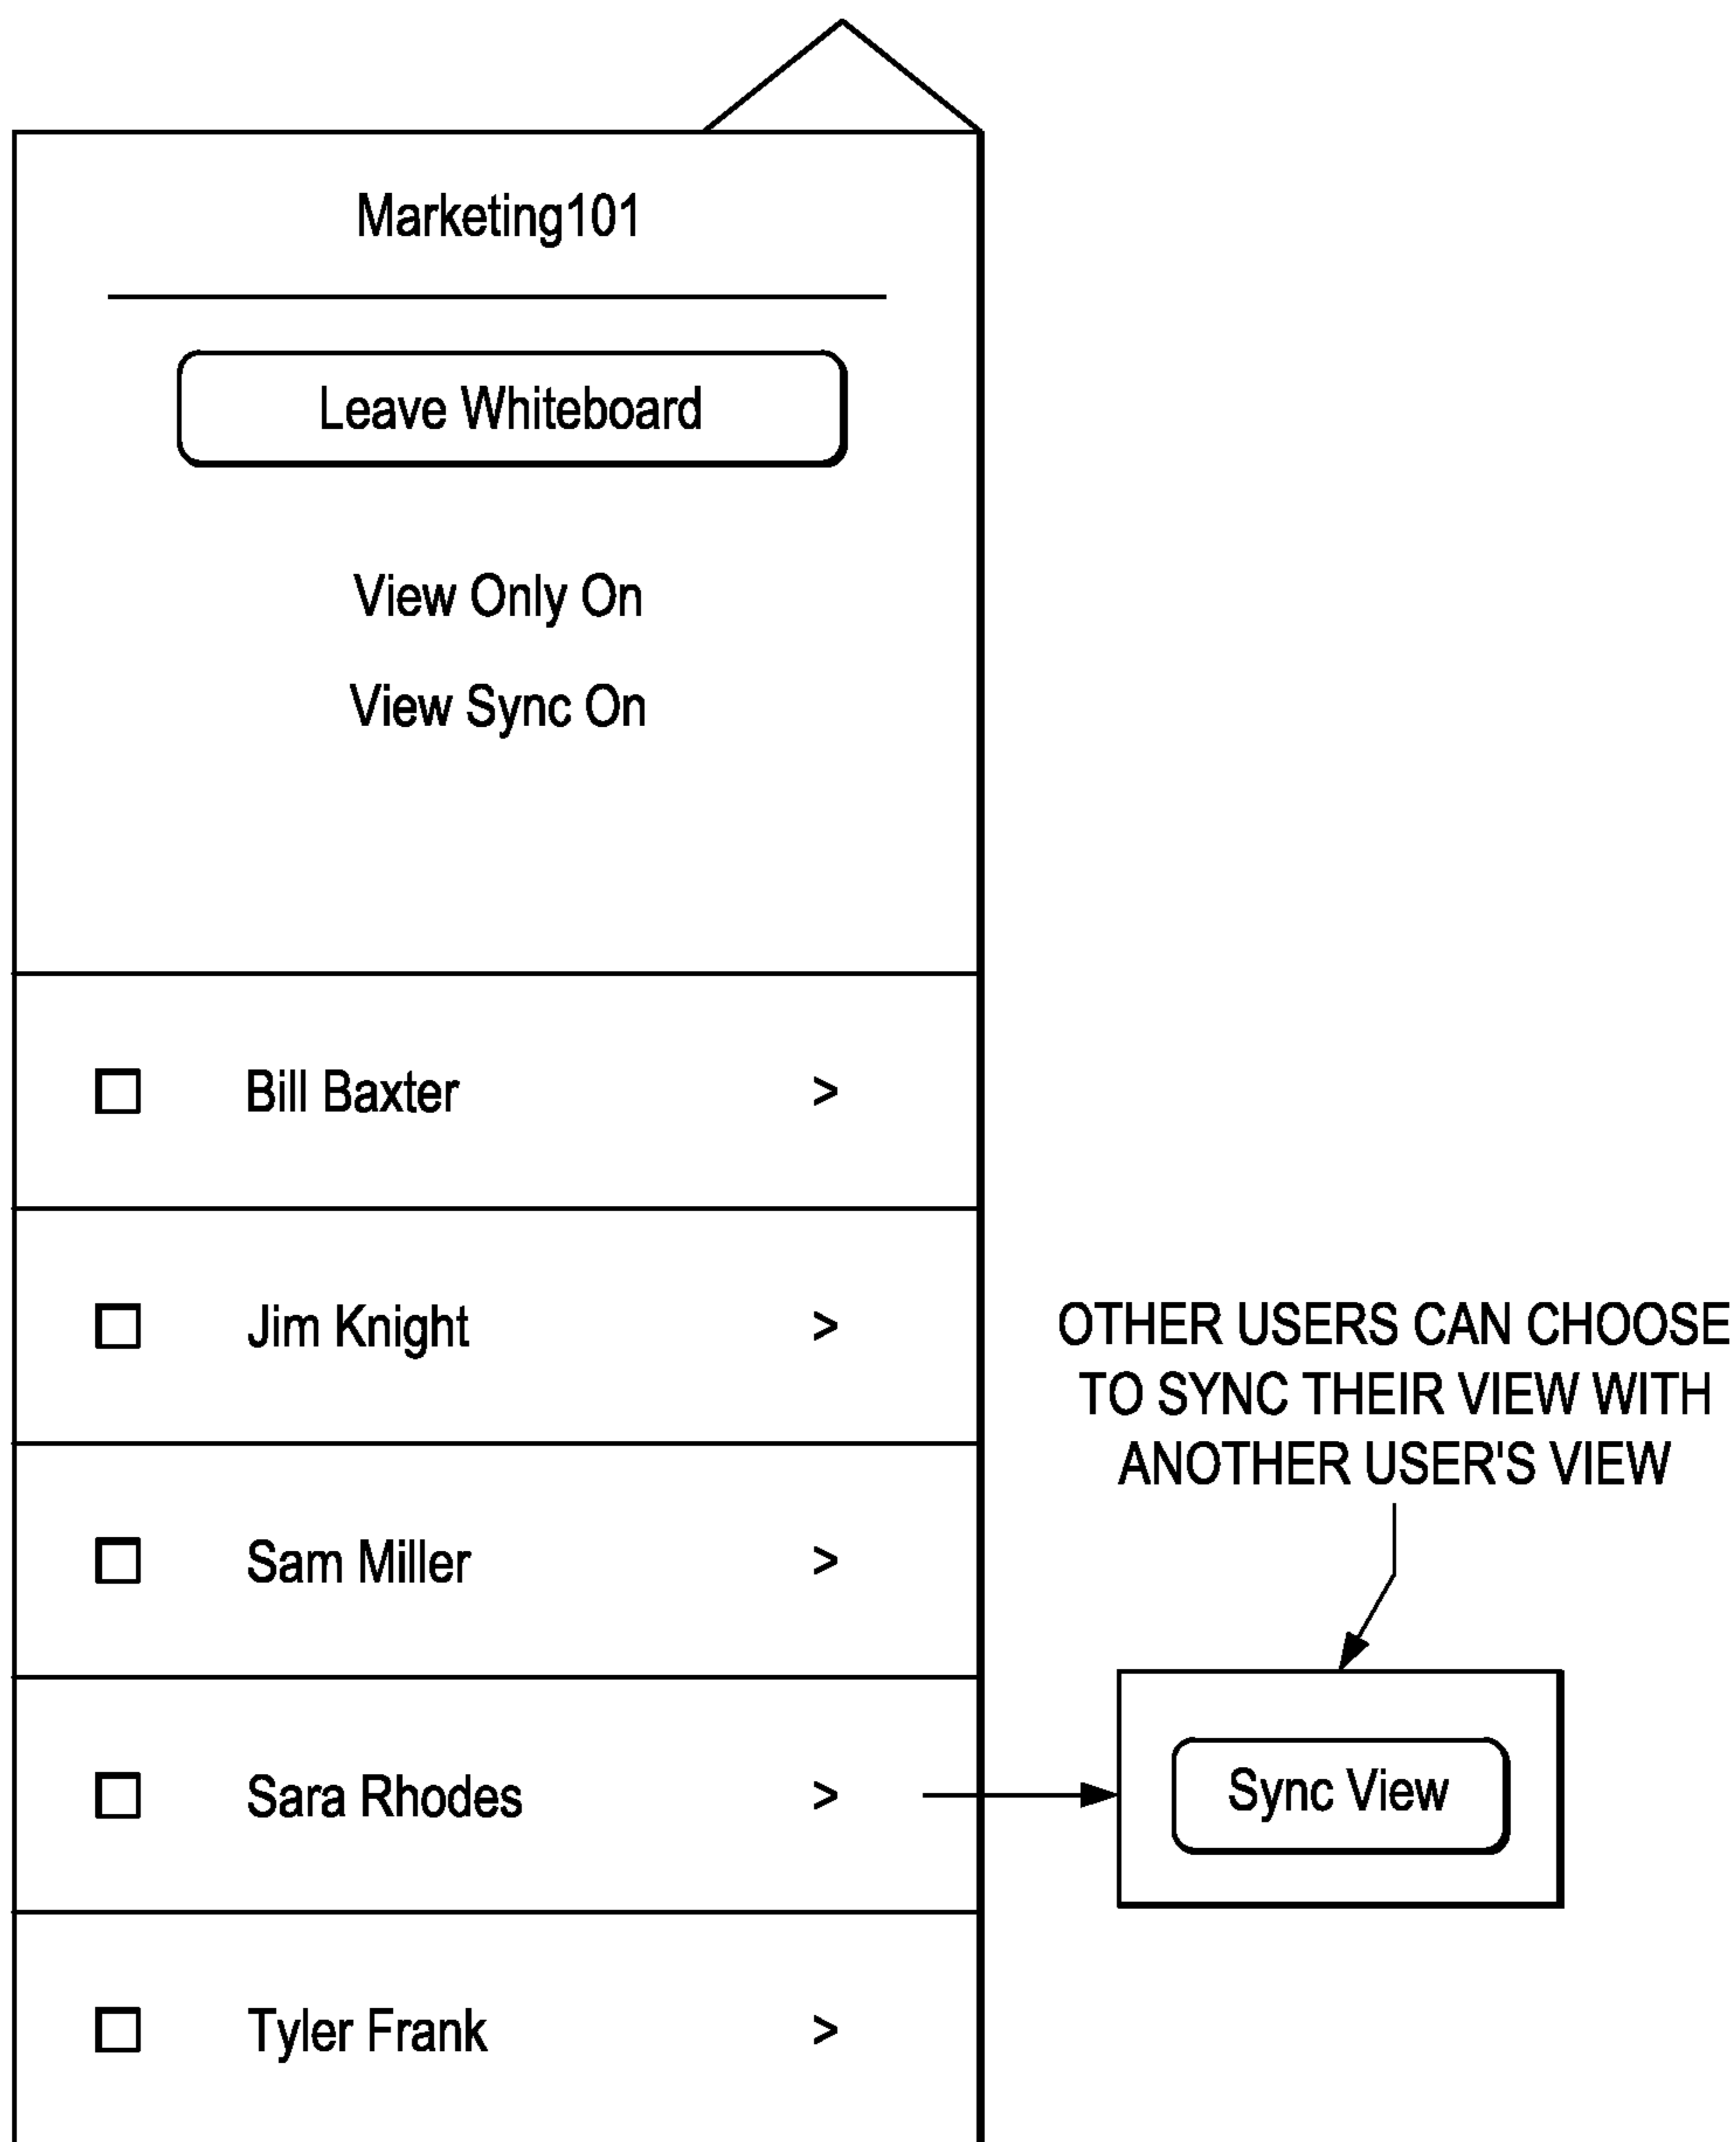 Marketing101
Leave Whiteboard
View Only On
View Sync On
Bill Baxter >
Jim Knight >
Sam Miller >
Sara Rhodes >
Tyler Frank >
OTHER USERS CAN CHOOSE
TO SYNC THEIR VIEW WITH
ANOTHER USER'S VIEW
Sync View